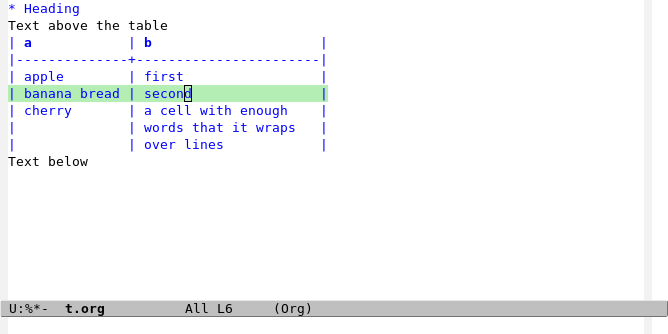 * Heading
Text above the table
| a            | b                     |
|--------------+-----------------------|
| apple        | first                 |
| banana bread | second                |
| cherry       | a cell with enough    |
|              | words that it wraps   |
|              | over lines            |
Text below
U:%*-  t.org          All L6     (Org)